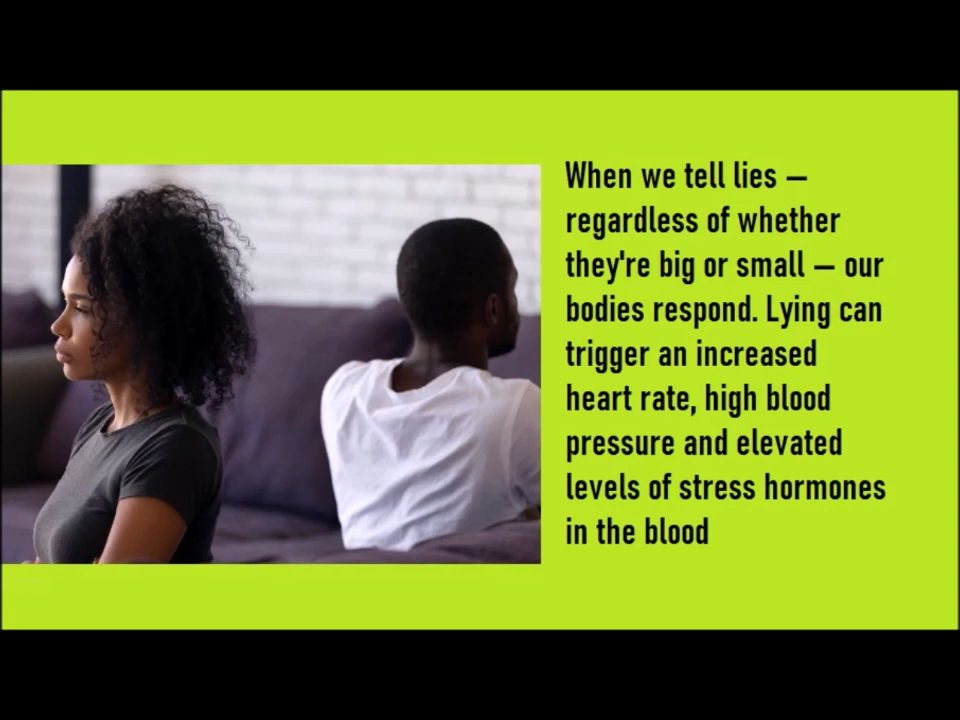 When we tell lies –
regardless of whether
they're big or small – our
bodies respond. Lying can
trigger an increased
heart rate, high blood
pressure and elevated
levels of stress hormones
in the blood